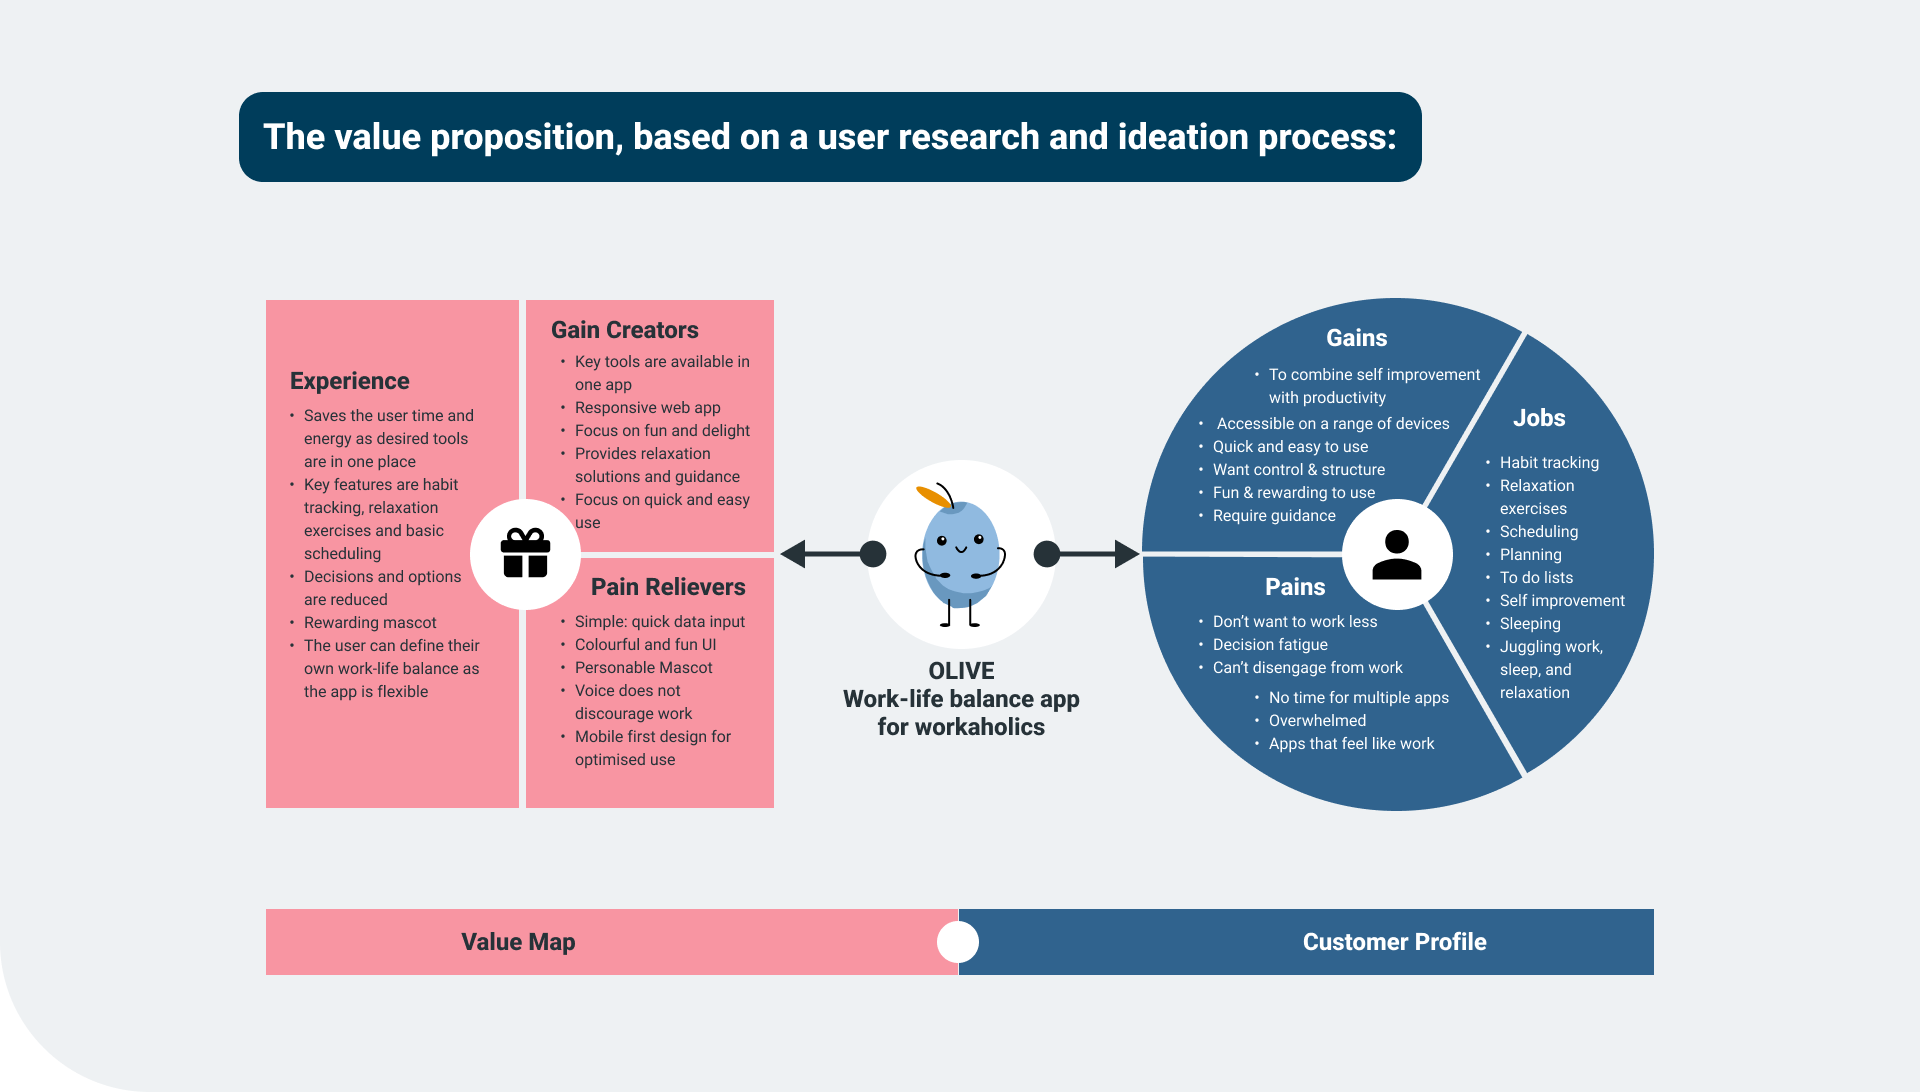 The value proposition, based on a user research and ideation process:
Experience
• Saves the user time and
energy as desired tools
are in one place
• Key features are habit
tracking, relaxation
exercises and basic
scheduling
• Decisions and options
are reduced
• Rewarding mascot
• The user can define their
own work-life balance as
the app is flexible
Gain Creators
• Key tools are available in
one app
• Responsive web app
• Focus on fun and delight
• Provides relaxation
solutions and guidance
• Focus on quick and easy
use
Pain Relievers
• Simple: quick data input
• Colourful and fun UI
• Personable Mascot
• Voice does not
discourage work
• Mobile first design for
optimised use
OLIVE
Work-life balance app
for workaholics
Gains
• To combine self improvement
with productivity
• Accessible on a range of devices
• Quick and easy to use
• Want control & structure
• Fun & rewarding to use
• Require guidance
Pains
• Don’t want to work less
• Decision fatigue
• Can’t disengage from work
• No time for multiple apps
• Overwhelmed
• Apps that feel like work
Jobs
• Habit tracking
• Relaxation
exercises
• Scheduling
• Planning
• To do lists
• Self improvement
• Sleeping
• Juggling work,
sleep, and
relaxation
Value Map
Customer Profile